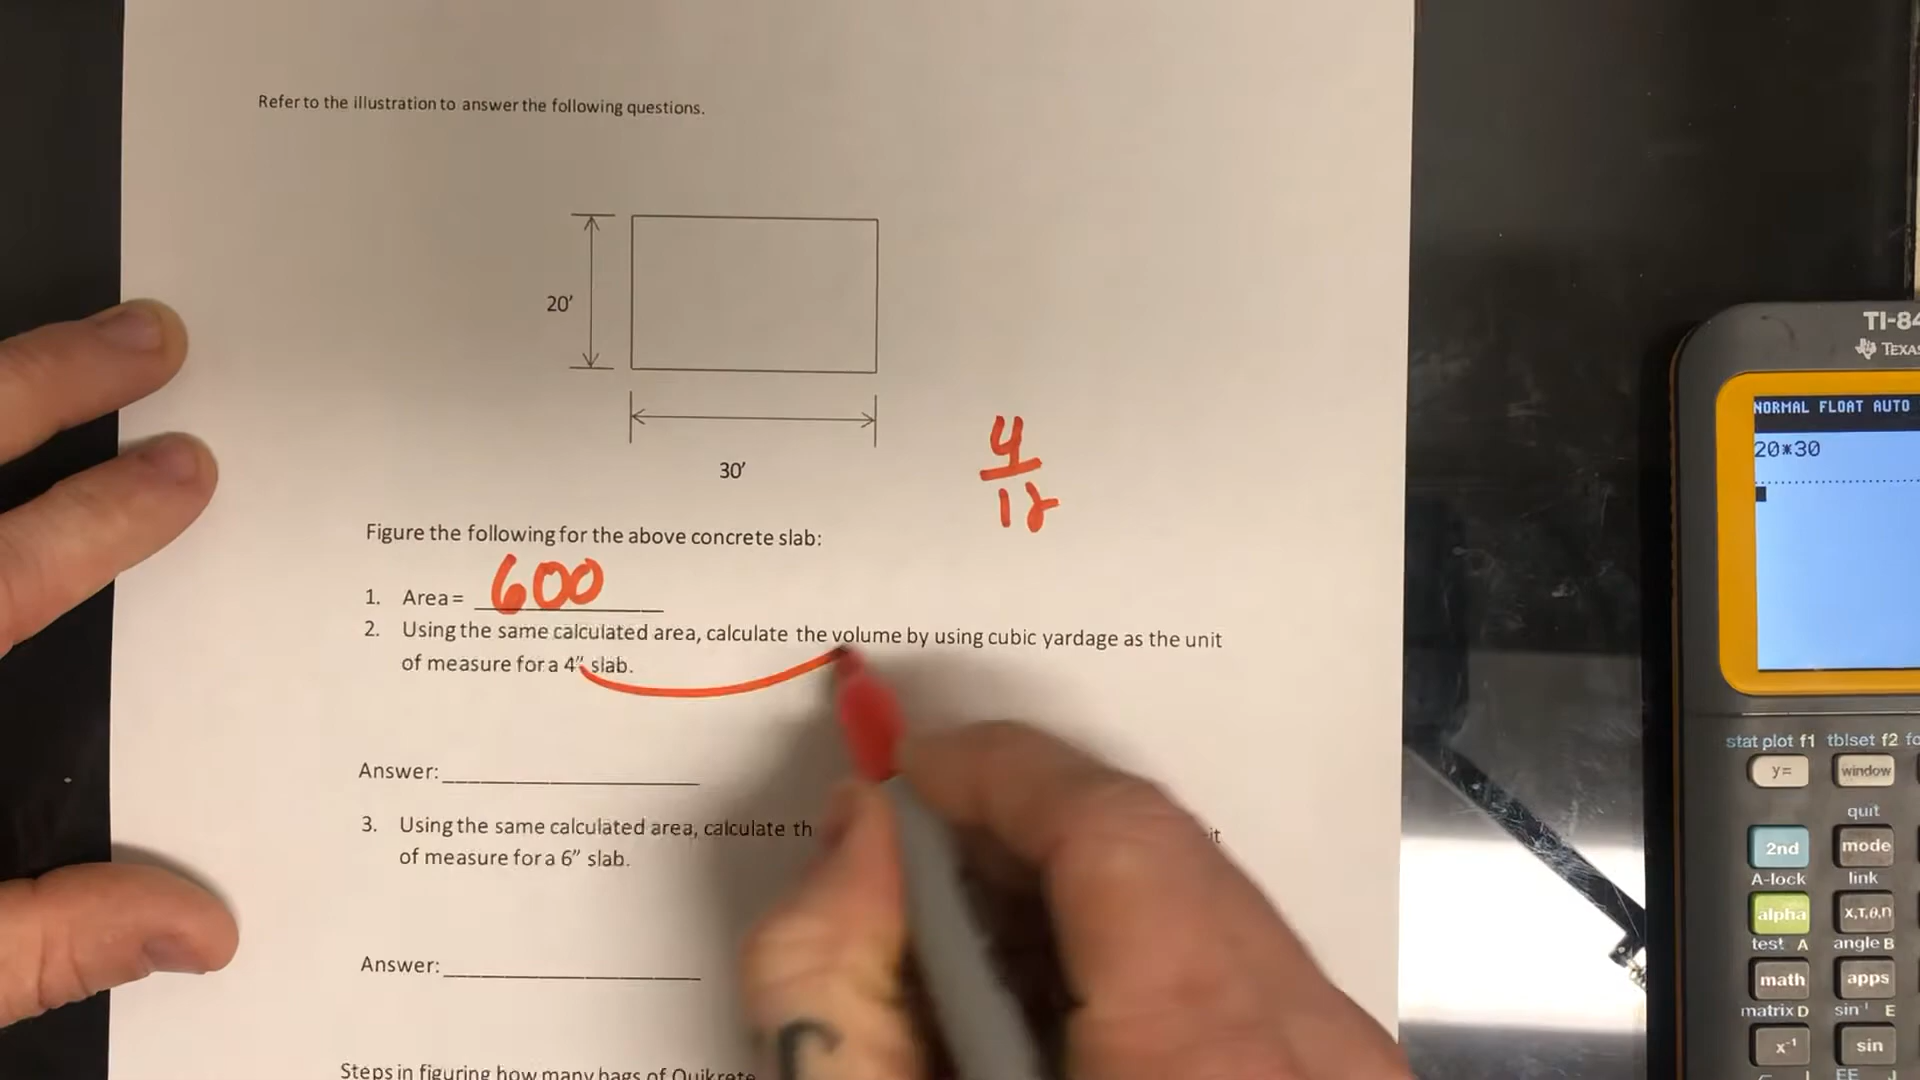 Refer to the illustration to answer the following questions.
20'
30'
4
12
Figure the following for the above concrete slab:
1. Area = 600
2. Using the same calculated area, calculate the volume by using cubic yardage as the unit
of measure for a 4" slab.
Answer:
3. Using the same calculated area, calculate th it
of measure for a 6" slab.
Answer:
Steps in figuring how many bags of Quikrete
TI-84
TEXAS
NORMAL FLOAT AUTO
20*30
stat plot f1 tblset f2 fo
y= window
quit
2nd mode
A-lock link
alpha X,T,θ,n
test A angle B
math apps
matrix D sin⁻¹ E
x⁻¹ sin
EE J